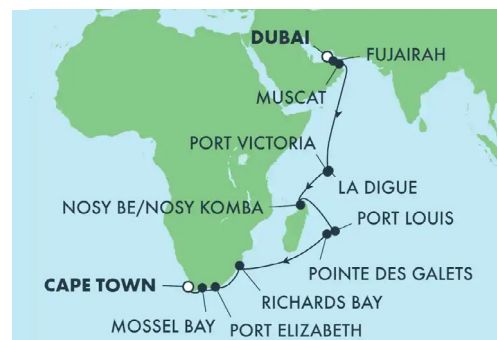 DUBAI
FUJAIRAH
MUSCAT
PORT VICTORIA
LA DIGUE
NOSY BE/NOSY KOMBA
PORT LOUIS
POINTE DES GALETS
CAPE TOWN
RICHARDS BAY
MOSSEL BAY
PORT ELIZABETH